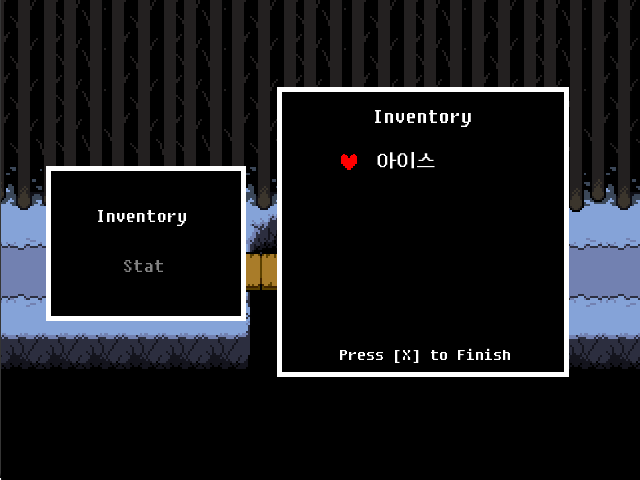 Inventory
Stat
Inventory
아이스
Press [X] to Finish